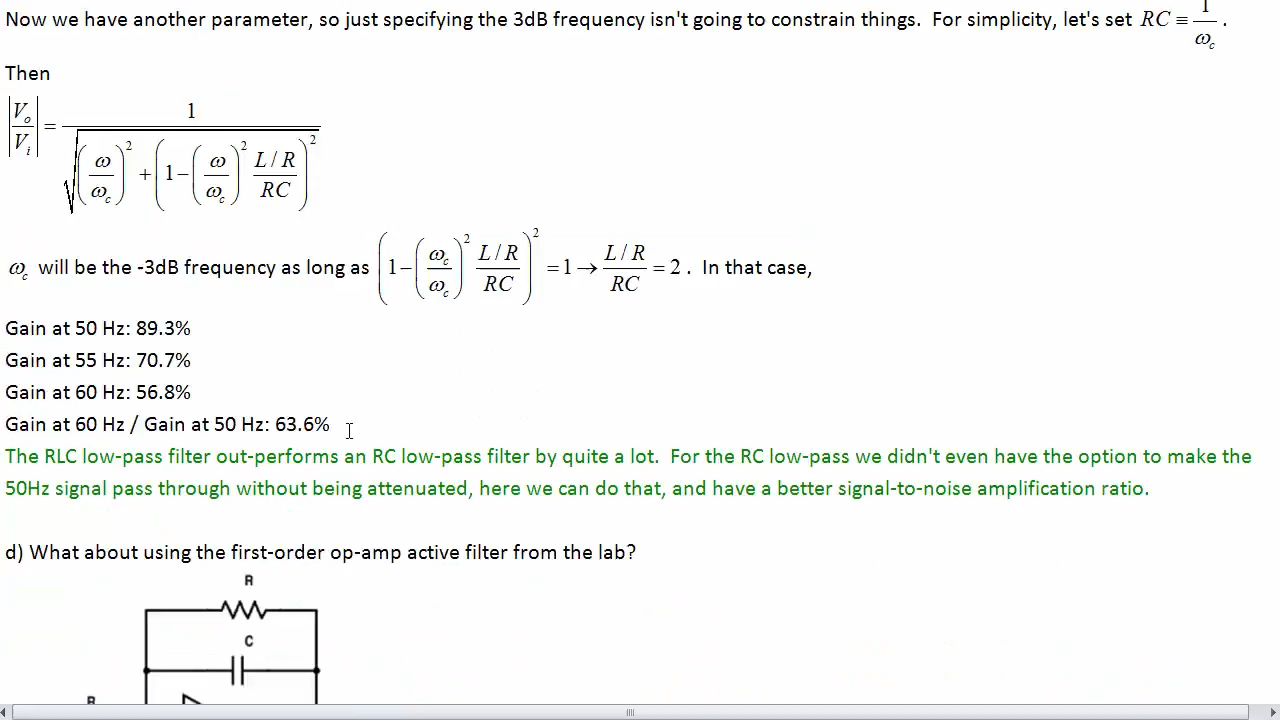 Now we have another parameter, so just specifying the 3dB frequency isn't going to constrain things. For simplicity, let's set RC ≡ 1/ω_c .
Then
|V_o/V_i| = 1 / √((ω/ω_c)^2 + (1 − (ω/ω_c)^2 (L/R)/(RC))^2)
ω_c will be the -3dB frequency as long as (1 − (ω_c/ω_c)^2 (L/R)/(RC))^2 = 1 → (L/R)/(RC) = 2 . In that case,
Gain at 50 Hz: 89.3%
Gain at 55 Hz: 70.7%
Gain at 60 Hz: 56.8%
Gain at 60 Hz / Gain at 50 Hz: 63.6%
The RLC low-pass filter out-performs an RC low-pass filter by quite a lot. For the RC low-pass we didn't even have the option to make the
50Hz signal pass through without being attenuated, here we can do that, and have a better signal-to-noise amplification ratio.
d) What about using the first-order op-amp active filter from the lab?
R
C
R